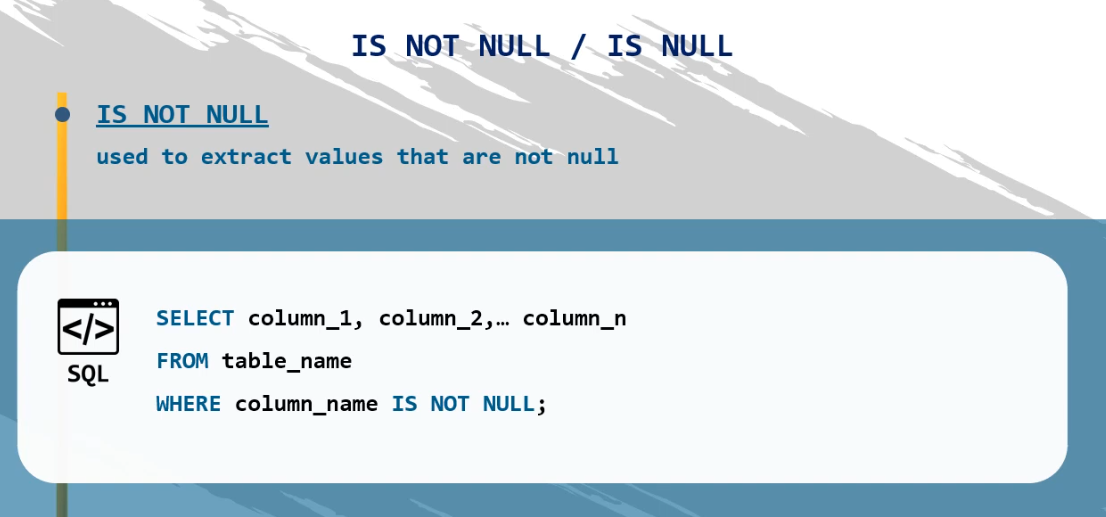 IS NOT NULL / IS NULL
IS NOT NULL
used to extract values that are not null
</>
SQL
SELECT column_1, column_2,… column_n
FROM table_name
WHERE column_name IS NOT NULL;